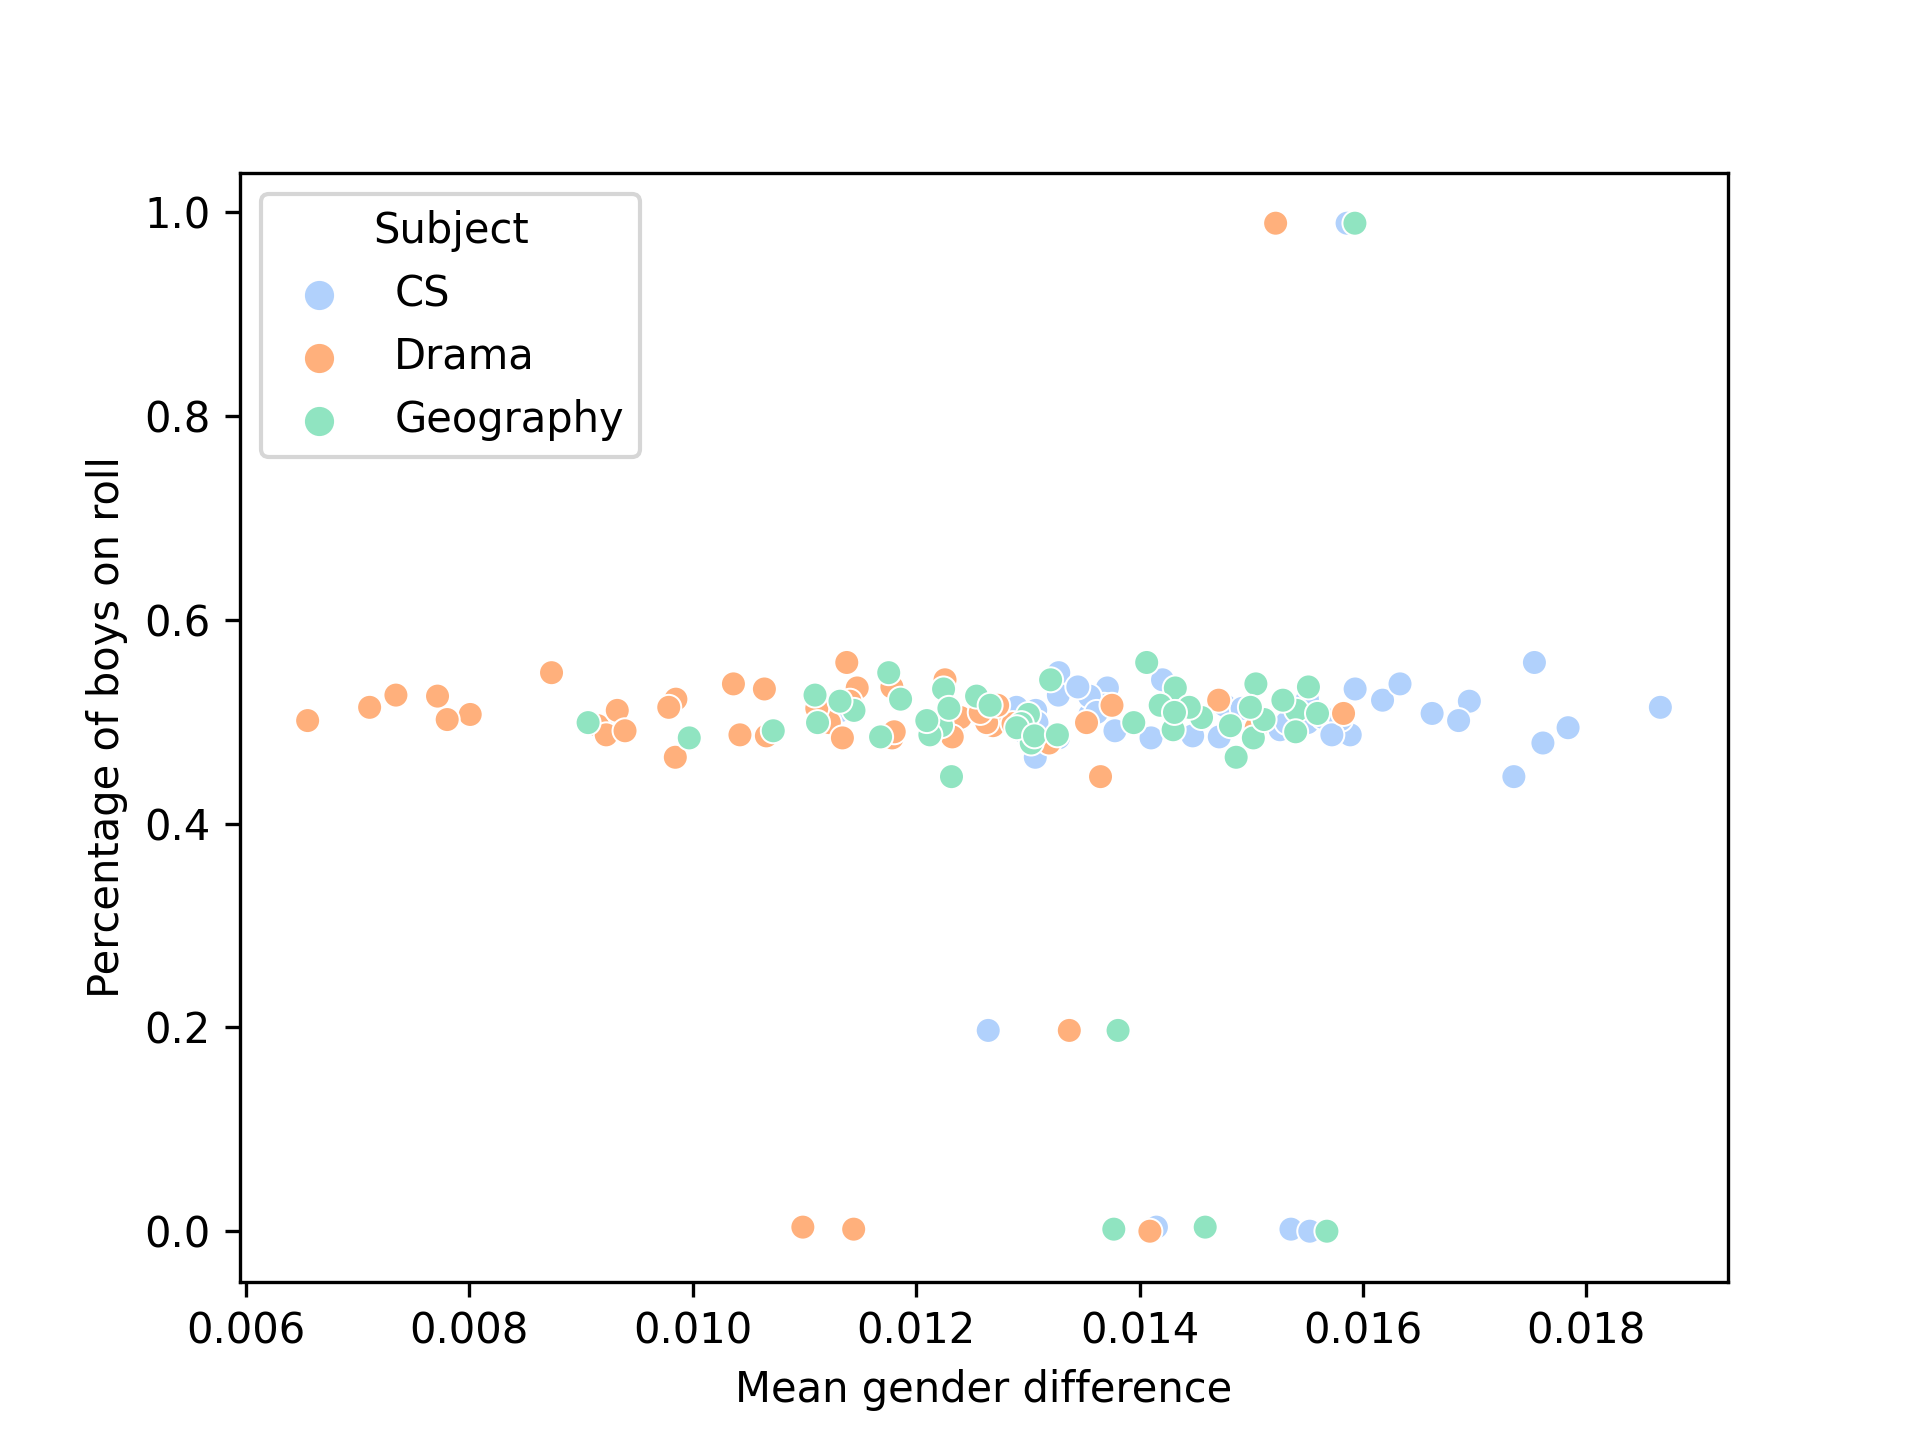 Subject
CS
Drama
Geography
1.0
0.8
0.6
0.4
0.2
0.0
Percentage of boys on roll
0.006 0.008 0.010 0.012 0.014 0.016 0.018
Mean gender difference